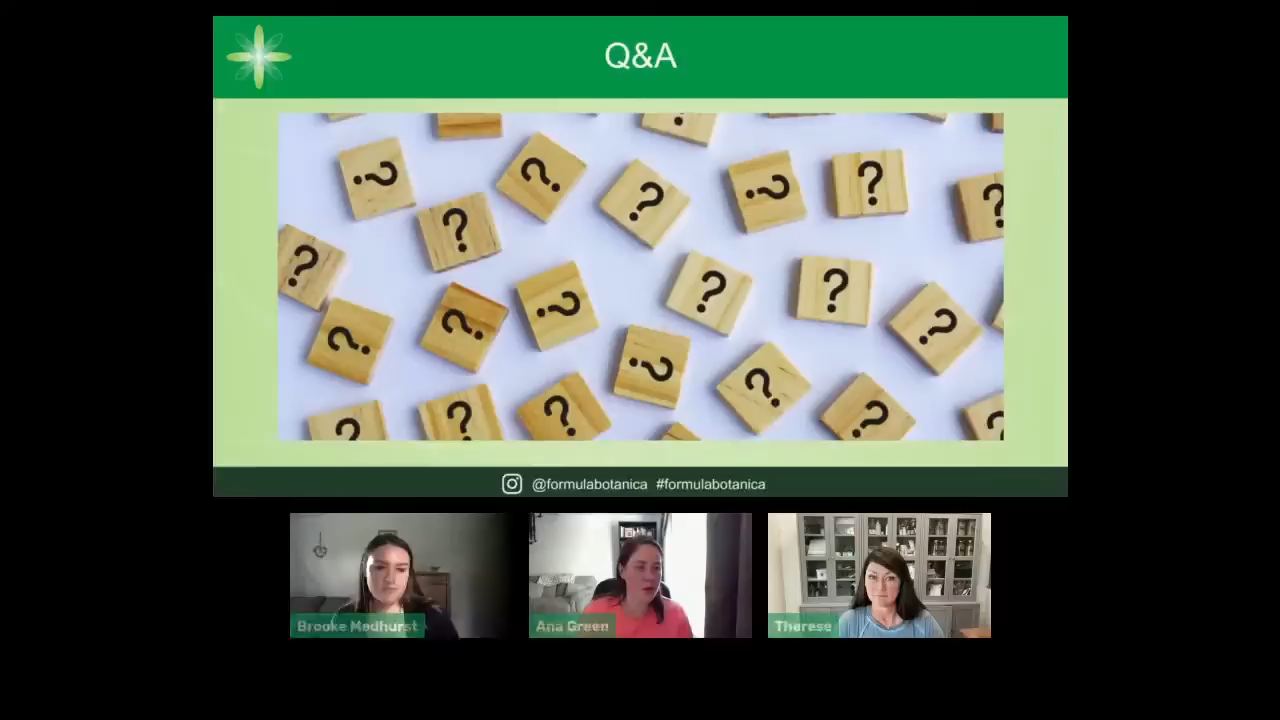 Q&A
? ? ? ? ? ? ? ? ? ? ? ? ? ? ? ? ? ? ? ? ? ? ? ?
@formulabotanica #formulabotanica
Brooke Medhurst
Ana Green
Therese